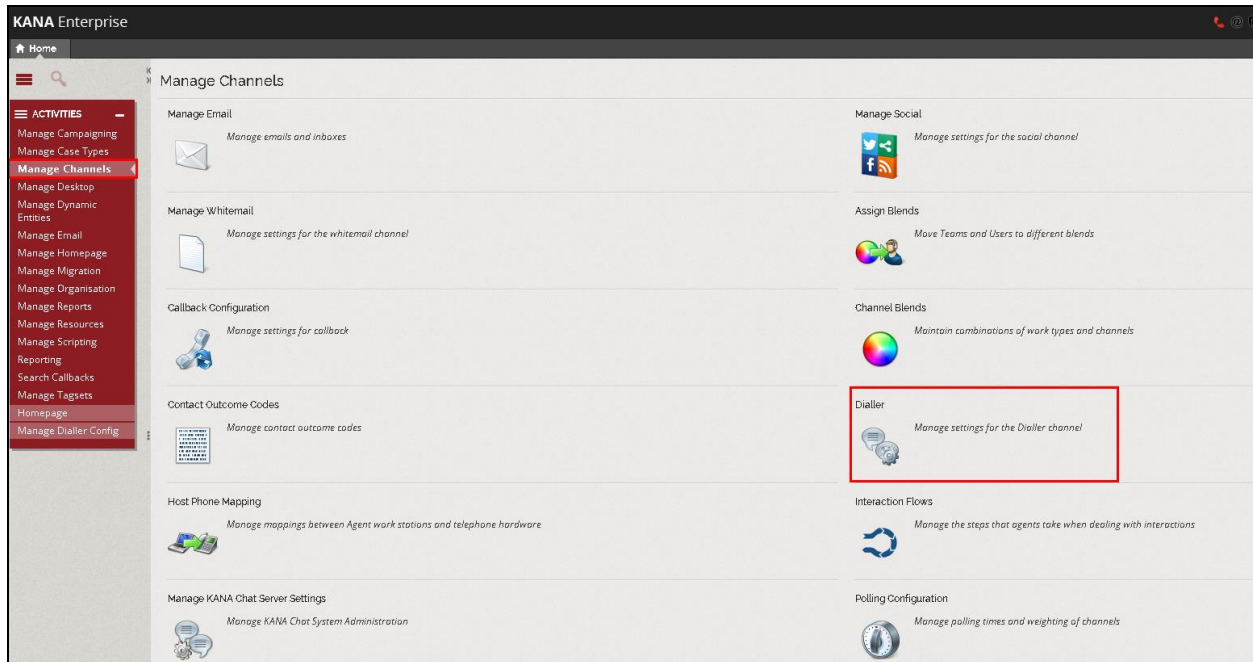 KANA Enterprise
Home
Manage Channels
ACTIVITIES
Manage Campaigning
Manage Case Types
Manage Channels
Manage Desktop
Manage Dynamic
Entities
Manage Email
Manage Homepage
Manage Migration
Manage Organisation
Manage Reports
Manage Resources
Manage Scripting
Reporting
Search Callbacks
Manage Tagsets
Homepage
Manage Dialler Config
Manage Email
Manage emails and inboxes
Manage Social
Manage settings for the social channel
Manage Whitemail
Manage settings for the whitemail channel
Assign Blends
Move Teams and Users to different blends
Callback Configuration
Manage settings for callback
Channel Blends
Maintain combinations of work types and channels
Contact Outcome Codes
Manage contact outcome codes
Dialler
Manage settings for the Dialler channel
Host Phone Mapping
Manage mappings between Agent work stations and telephone hardware
Interaction Flows
Manage the steps that agents take when dealing with interactions
Manage KANA Chat Server Settings
Manage KANA Chat System Administration
Polling Configuration
Manage polling times and weighting of channels